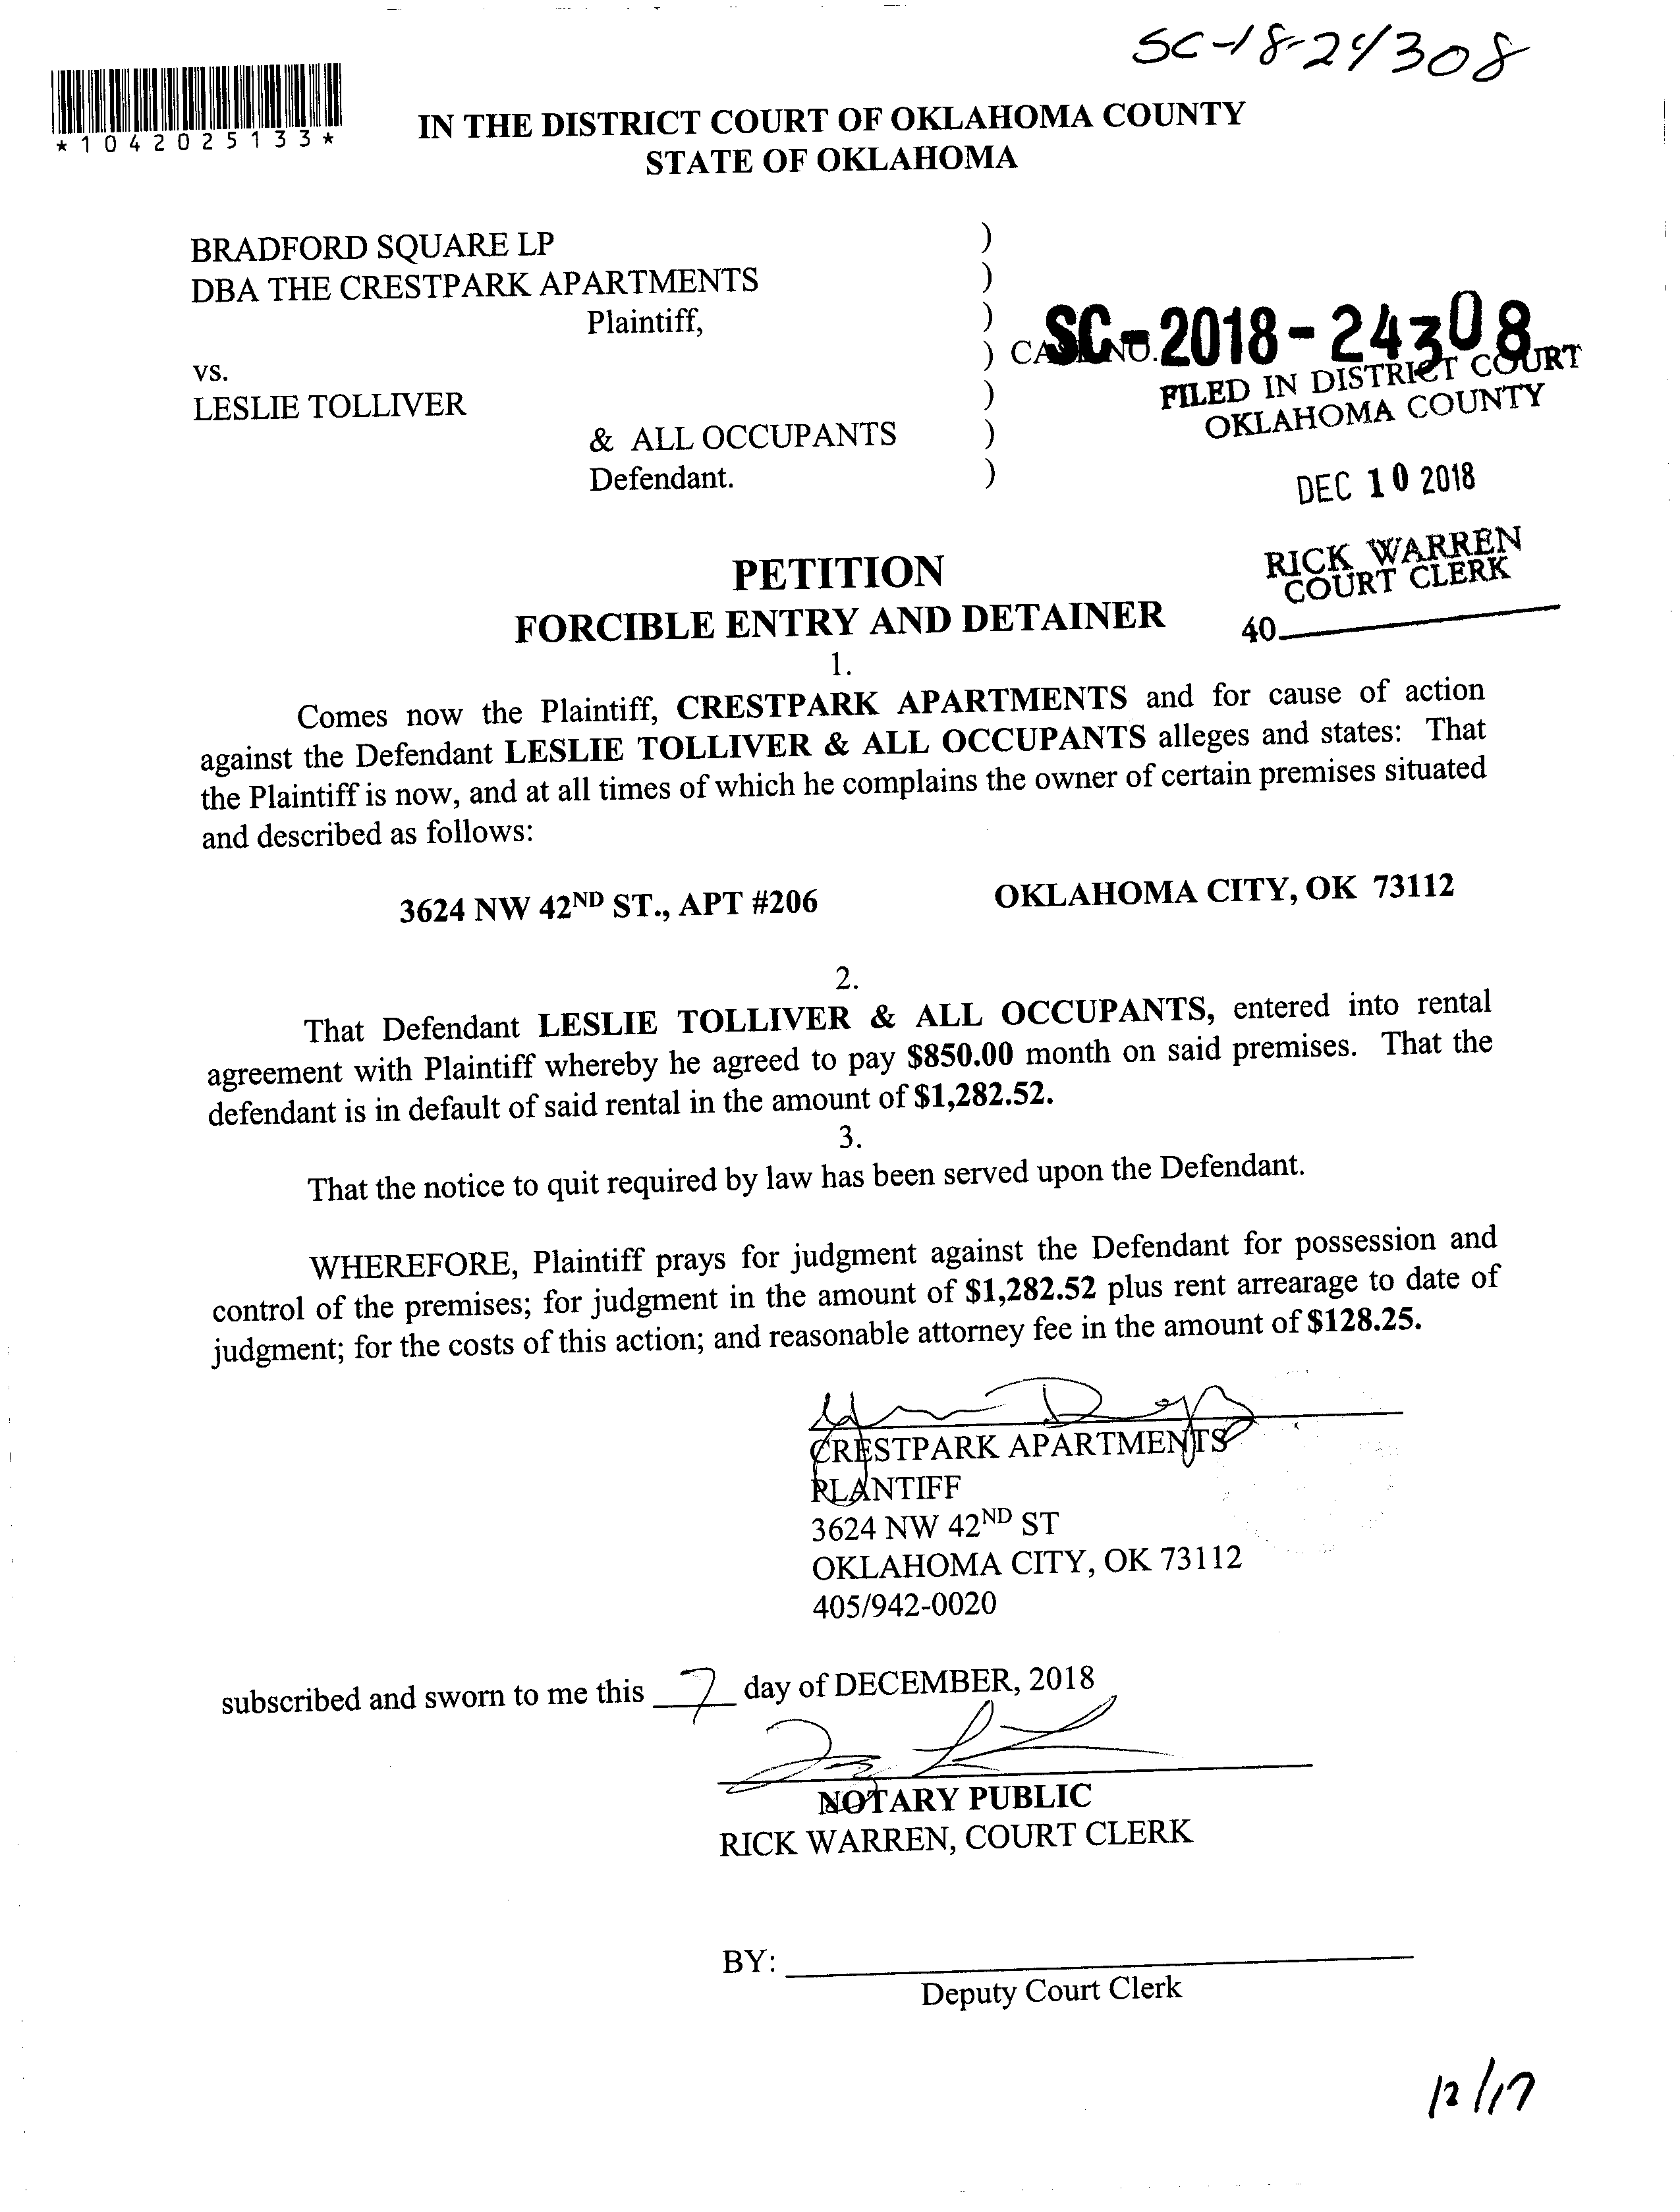 SC-18-24308
*1042025133*
IN THE DISTRICT COURT OF OKLAHOMA COUNTY
STATE OF OKLAHOMA
BRADFORD SQUARE LP )
DBA THE CRESTPARK APARTMENTS )
Plaintiff, )
) CASE NO. SC-2018-24308
vs.
LESLIE TOLLIVER )
& ALL OCCUPANTS )
Defendant. )
FILED IN DISTRICT COURT
OKLAHOMA COUNTY
DEC 10 2018
RICK WARREN
COURT CLERK
40
PETITION
FORCIBLE ENTRY AND DETAINER
1.
Comes now the Plaintiff, CRESTPARK APARTMENTS and for cause of action
against the Defendant LESLIE TOLLIVER & ALL OCCUPANTS alleges and states: That
the Plaintiff is now, and at all times of which he complains the owner of certain premises situated
and described as follows:
3624 NW 42ND ST., APT #206 OKLAHOMA CITY, OK 73112
2.
That Defendant LESLIE TOLLIVER & ALL OCCUPANTS, entered into rental
agreement with Plaintiff whereby he agreed to pay $850.00 month on said premises. That the
defendant is in default of said rental in the amount of $1,282.52.
3.
That the notice to quit required by law has been served upon the Defendant.
WHEREFORE, Plaintiff prays for judgment against the Defendant for possession and
control of the premises; for judgment in the amount of $1,282.52 plus rent arrearage to date of
judgment; for the costs of this action; and reasonable attorney fee in the amount of $128.25.
CRESTPARK APARTMENTS
PLANTIFF
3624 NW 42ND ST
OKLAHOMA CITY, OK 73112
405/942-0020
subscribed and sworn to me this 7 day of DECEMBER, 2018
NOTARY PUBLIC
RICK WARREN, COURT CLERK
BY:
Deputy Court Clerk
12/17